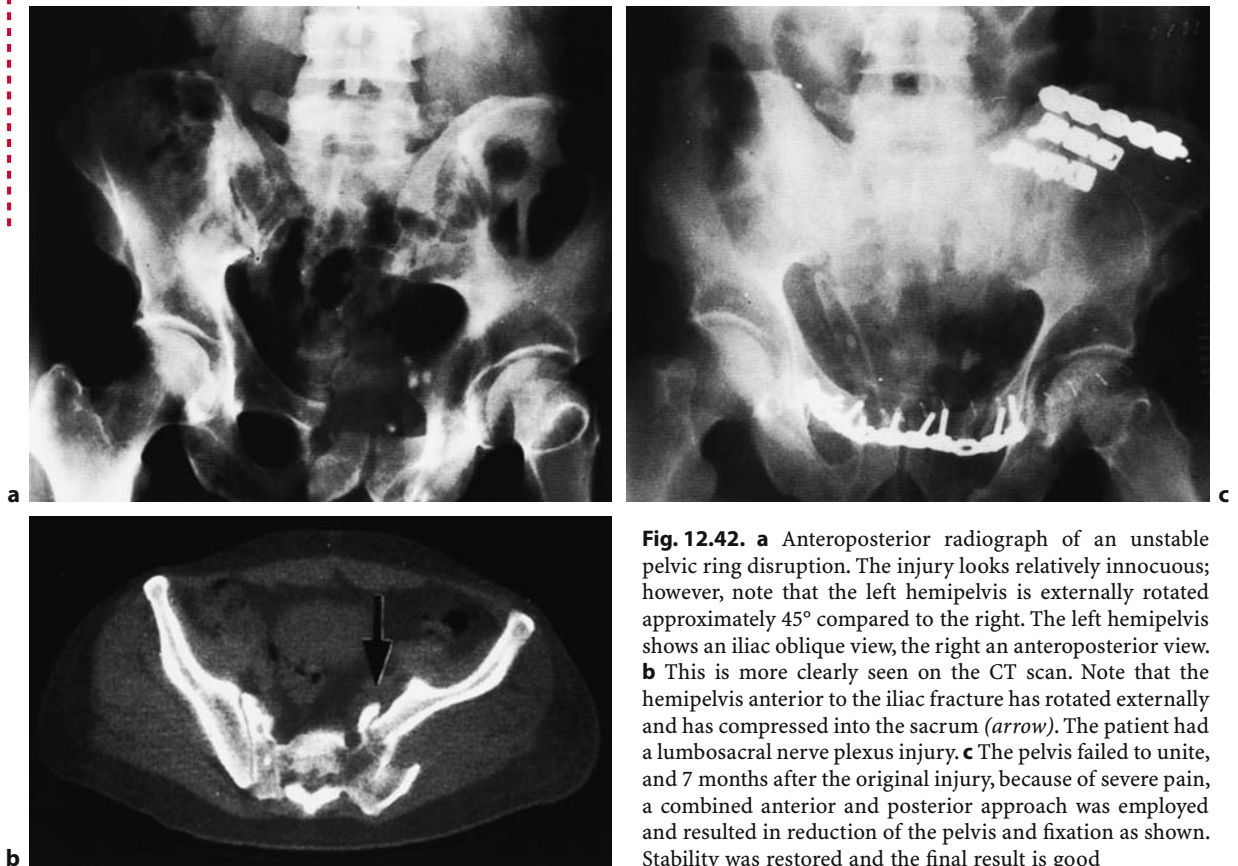 a
c
b
Fig. 12.42. a Anteroposterior radiograph of an unstable
pelvic ring disruption. The injury looks relatively innocuous;
however, note that the left hemipelvis is externally rotated
approximately 45° compared to the right. The left hemipelvis
shows an iliac oblique view, the right an anteroposterior view.
b This is more clearly seen on the CT scan. Note that the
hemipelvis anterior to the iliac fracture has rotated externally
and has compressed into the sacrum (arrow). The patient had
a lumbosacral nerve plexus injury. c The pelvis failed to unite,
and 7 months after the original injury, because of severe pain,
a combined anterior and posterior approach was employed
and resulted in reduction of the pelvis and fixation as shown.
Stability was restored and the final result is good